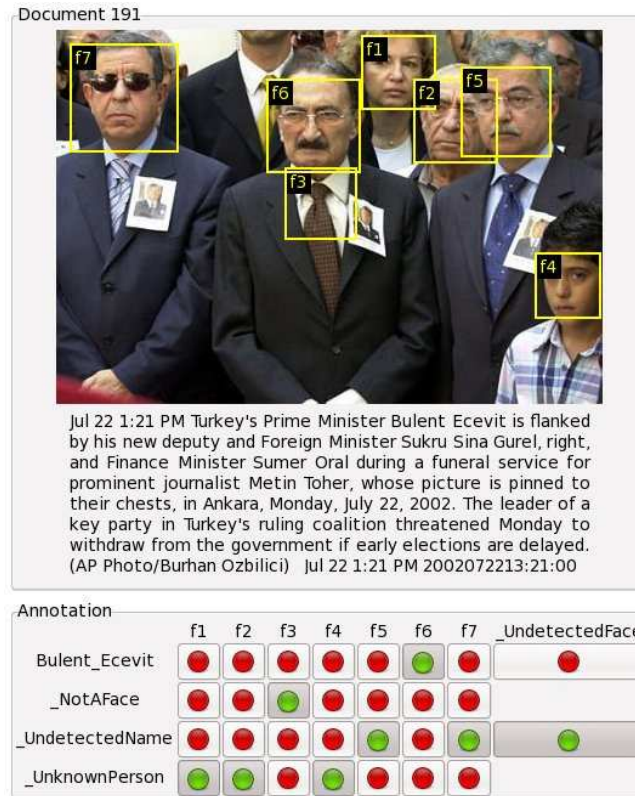 Document 191
f7
f1
f6
f2
f5
f3
f4
Jul 22 1:21 PM Turkey's Prime Minister Bulent Ecevit is flanked
by his new deputy and Foreign Minister Sukru Sina Gurel, right,
and Finance Minister Sumer Oral during a funeral service for
prominent journalist Metin Toher, whose picture is pinned to
their chests, in Ankara, Monday, July 22, 2002. The leader of a
key party in Turkey's ruling coalition threatened Monday to
withdraw from the government if early elections are delayed.
(AP Photo/Burhan Ozbilici) Jul 22 1:21 PM 2002072213:21:00
Annotation
f1 f2 f3 f4 f5 f6 f7 _UndetectedFace
Bulent_Ecevit
_NotAFace
_UndetectedName
_UnknownPerson